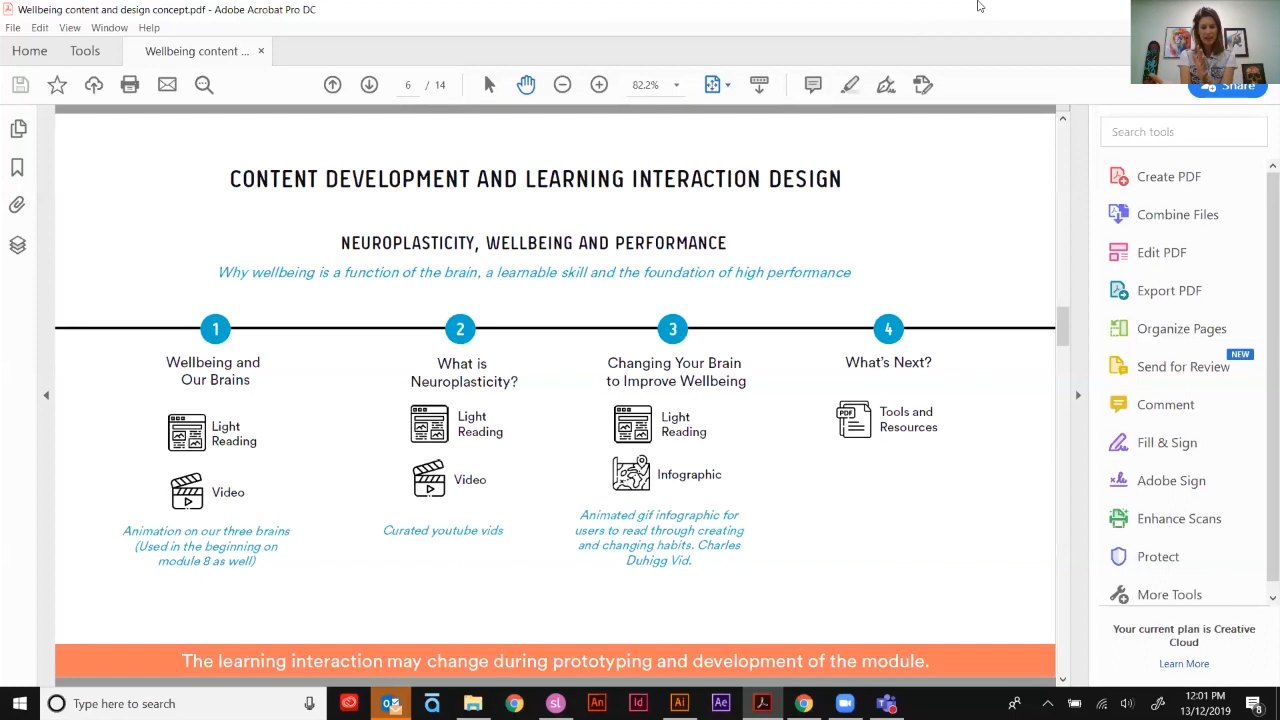 Wellbeing content and design concept.pdf - Adobe Acrobat Pro DC
File Edit View Window Help
Home Tools Wellbeing content ... ×
6 / 14 82.2%
Share
CONTENT DEVELOPMENT AND LEARNING INTERACTION DESIGN
NEUROPLASTICITY, WELLBEING AND PERFORMANCE
Why wellbeing is a function of the brain, a learnable skill and the foundation of high performance
1
Wellbeing and
Our Brains
Light
Reading
Video
Animation on our three brains
(Used in the beginning on
module 8 as well)
2
What is
Neuroplasticity?
Light
Reading
Video
Curated youtube vids
3
Changing Your Brain
to Improve Wellbeing
Light
Reading
Infographic
Animated gif infographic for
users to read through creating
and changing habits. Charles
Duhigg Vid.
4
What's Next?
PDF
Tools and
Resources
The learning interaction may change during prototyping and development of the module.
Search tools
Create PDF
Combine Files
Edit PDF
Export PDF
Organize Pages
NEW
Send for Review
Comment
Fill & Sign
Adobe Sign
Enhance Scans
Protect
More Tools
Your current plan is Creative
Cloud
Learn More
Type here to search
sl An Id Ai Ae
12:01 PM
13/12/2019
8